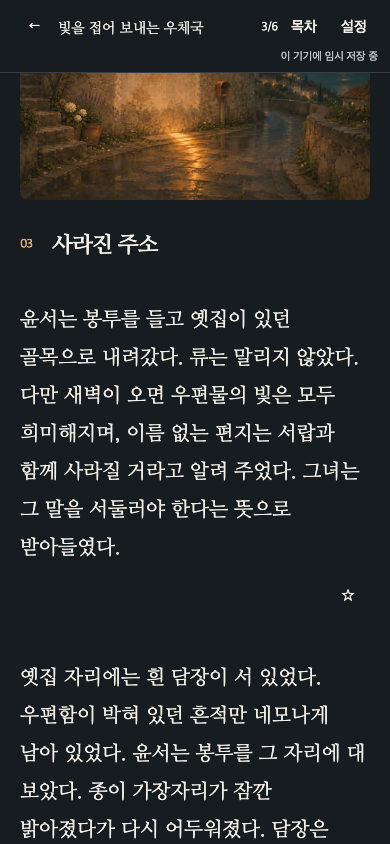 ← 빛을 접어 보내는 우체국 3/6 목차 설정
이 기기에 임시 저장 중
03 사라진 주소
윤서는 봉투를 들고 옛집이 있던
골목으로 내려갔다. 류는 말리지 않았다.
다만 새벽이 오면 우편물의 빛은 모두
희미해지며, 이름 없는 편지는 서랍과
함께 사라질 거라고 알려 주었다. 그녀는
그 말을 서둘러야 한다는 뜻으로
받아들였다.
☆
옛집 자리에는 흰 담장이 서 있었다.
우편함이 박혀 있던 흔적만 네모나게
남아 있었다. 윤서는 봉투를 그 자리에 대
보았다. 종이 가장자리가 잠깐
밝아졌다가 다시 어두워졌다. 담장은